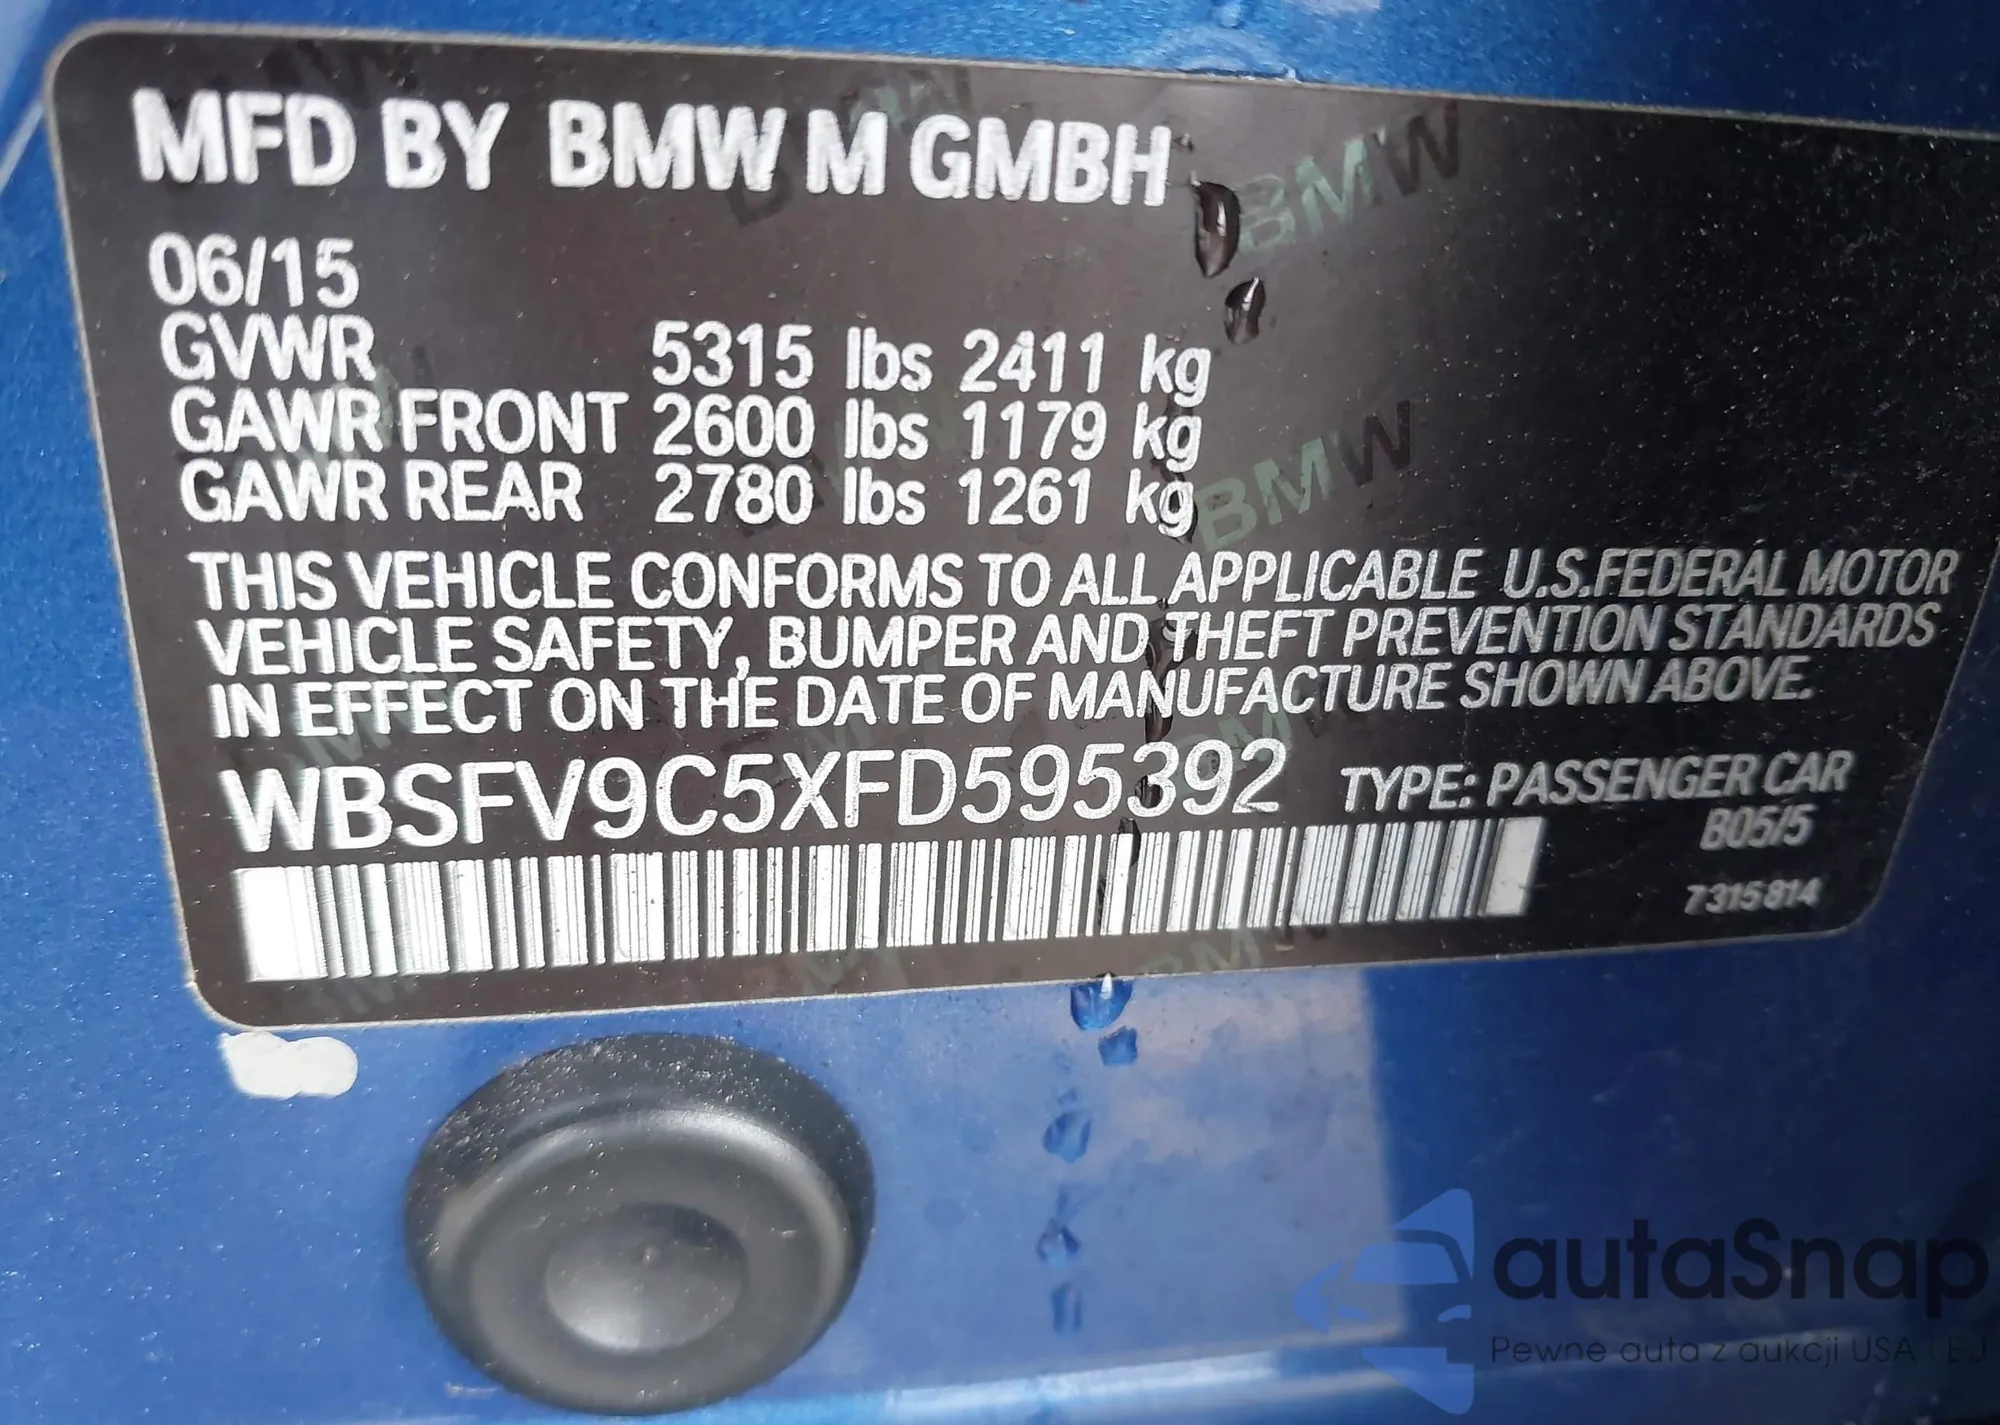 MFD BY BMW M GMBH
06/15
GVWR 5315 lbs 2411 kg
GAWR FRONT 2600 lbs 1179 kg
GAWR REAR 2780 lbs 1261 kg
THIS VEHICLE CONFORMS TO ALL APPLICABLE U.S.FEDERAL MOTOR
VEHICLE SAFETY, BUMPER AND THEFT PREVENTION STANDARDS
IN EFFECT ON THE DATE OF MANUFACTURE SHOWN ABOVE.
WBSFV9C5XFD595392 TYPE: PASSENGER CAR
B05/5
7315814
BMW
BMW
autaSnap
Pewne auta z aukcji USA i EU